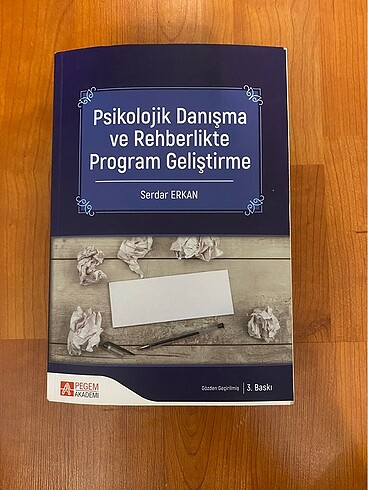 Psikolojik Danışma
ve Rehberlikte
Program Geliştirme
Serdar ERKAN
PEGEM
AKADEMİ
Gözden Geçirilmiş 3. Baskı